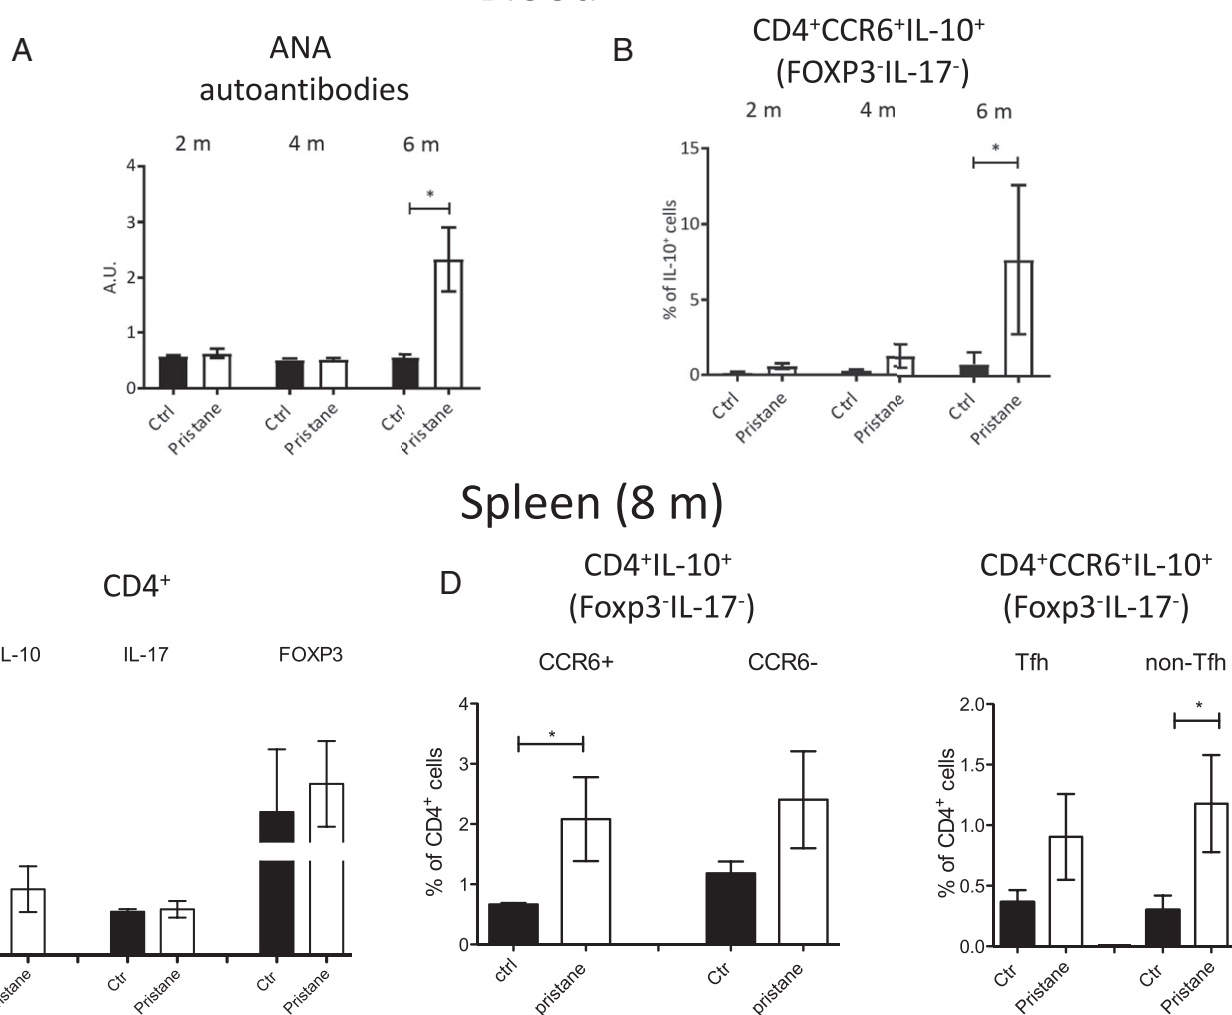 A
ANA
autoantibodies
2 m 4 m 6 m
4
3
2
1
0
A.U.
*
Ctrl Pristane Ctrl Pristane Ctrl Pristane
B
CD4⁺CCR6⁺IL-10⁺
(FOXP3⁻IL-17⁻)
2 m 4 m 6 m
15
10
5
0
% of IL-10⁺ cells
*
Ctrl Pristane Ctrl Pristane Ctrl Pristane
Spleen (8 m)
CD4⁺
L-10 IL-17 FOXP3
istane Ctr Pristane Ctr Pristane
D
CD4⁺IL-10⁺
(Foxp3⁻IL-17⁻)
CCR6+ CCR6-
4
3
2
1
0
% of CD4⁺ cells
*
ctrl pristane Ctr pristane
CD4⁺CCR6⁺IL-10⁺
(Foxp3⁻IL-17⁻)
Tfh non-Tfh
2.0
1.5
1.0
0.5
0.0
% of CD4⁺ cells
*
Ctr Pristane Ctr Pristane